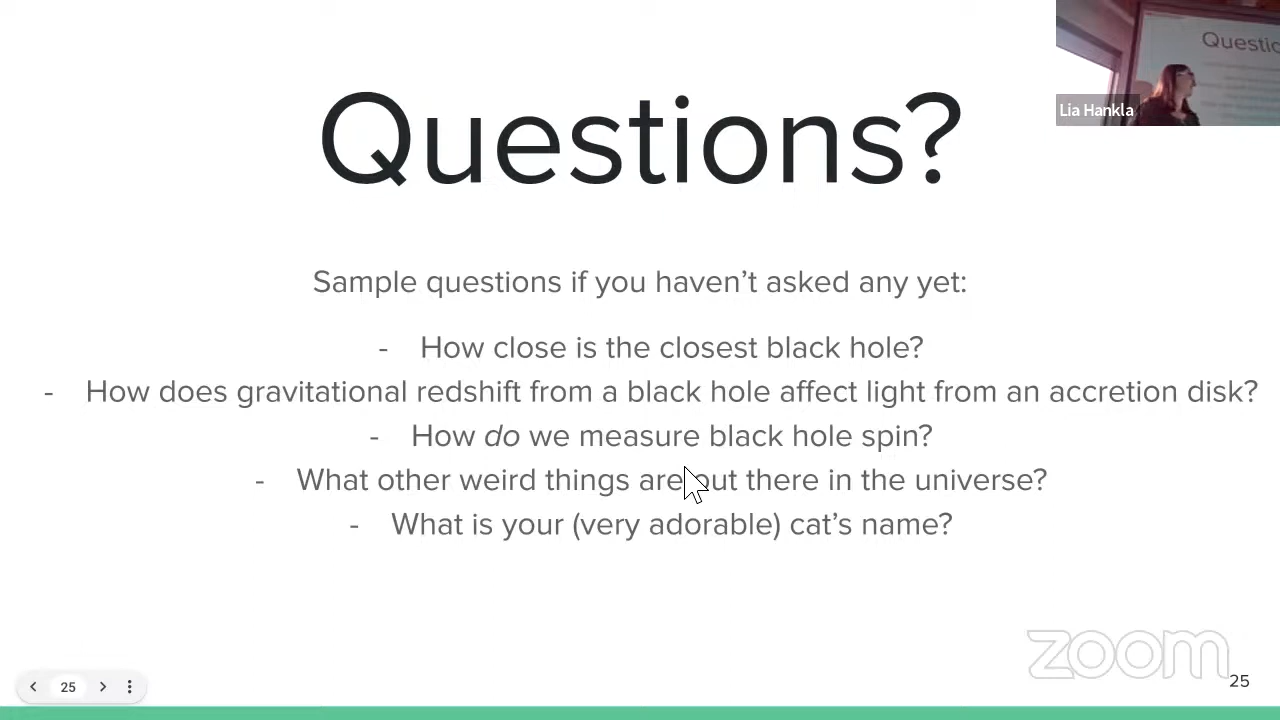 Questions?
Questio
Lia Hankla
Sample questions if you haven't asked any yet:
- How close is the closest black hole?
- How does gravitational redshift from a black hole affect light from an accretion disk?
- How do we measure black hole spin?
- What other weird things are out there in the universe?
- What is your (very adorable) cat's name?
zoom
25
25